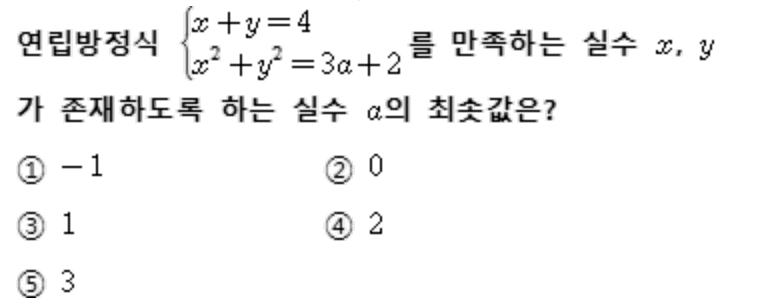 연립방정식 { x+y=4
x²+y²=3a+2 를 만족하는 실수 x, y
가 존재하도록 하는 실수 a의 최솟값은?
① −1 ② 0
③ 1 ④ 2
⑤ 3